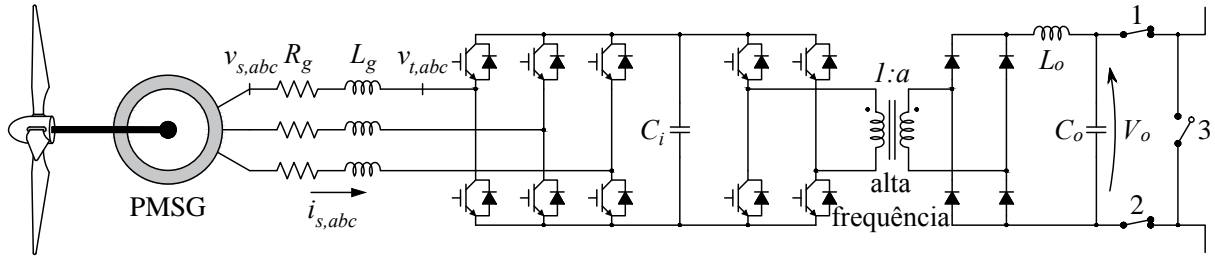 v_{s,abc} R_g L_g v_{t,abc}
PMSG
i_{s,abc}
C_i
1:a
alta
frequência
L_o
C_o
V_o
1
2
3